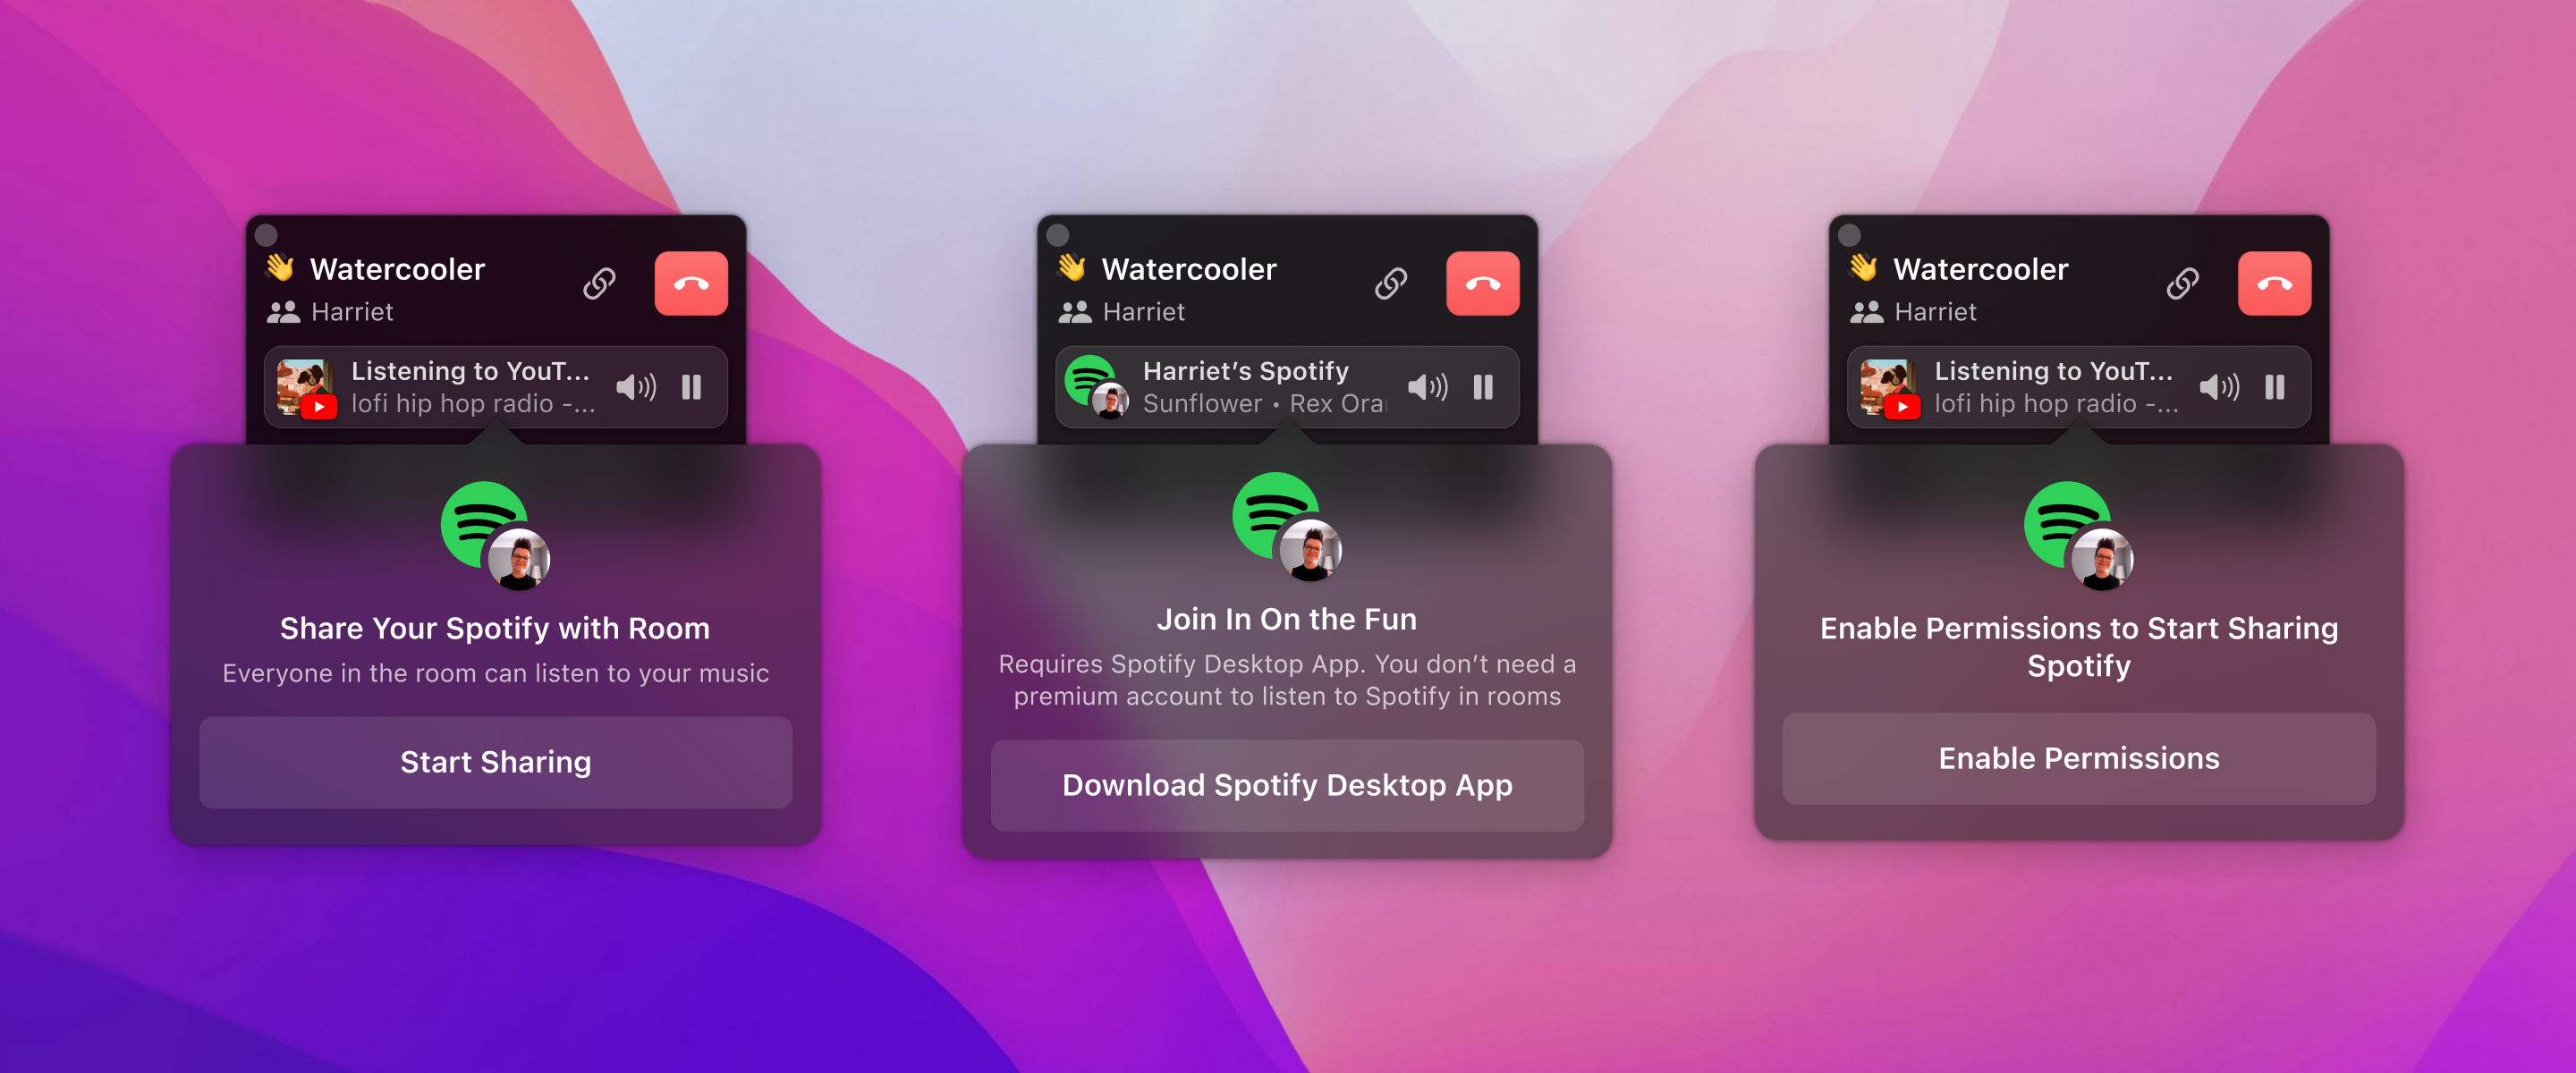 Watercooler
Harriet
Listening to YouT...
lofi hip hop radio -...
Share Your Spotify with Room
Everyone in the room can listen to your music
Start Sharing
Watercooler
Harriet
Harriet’s Spotify
Sunflower • Rex Ora
Join In On the Fun
Requires Spotify Desktop App. You don’t need a
premium account to listen to Spotify in rooms
Download Spotify Desktop App
Watercooler
Harriet
Listening to YouT...
lofi hip hop radio -...
Enable Permissions to Start Sharing
Spotify
Enable Permissions